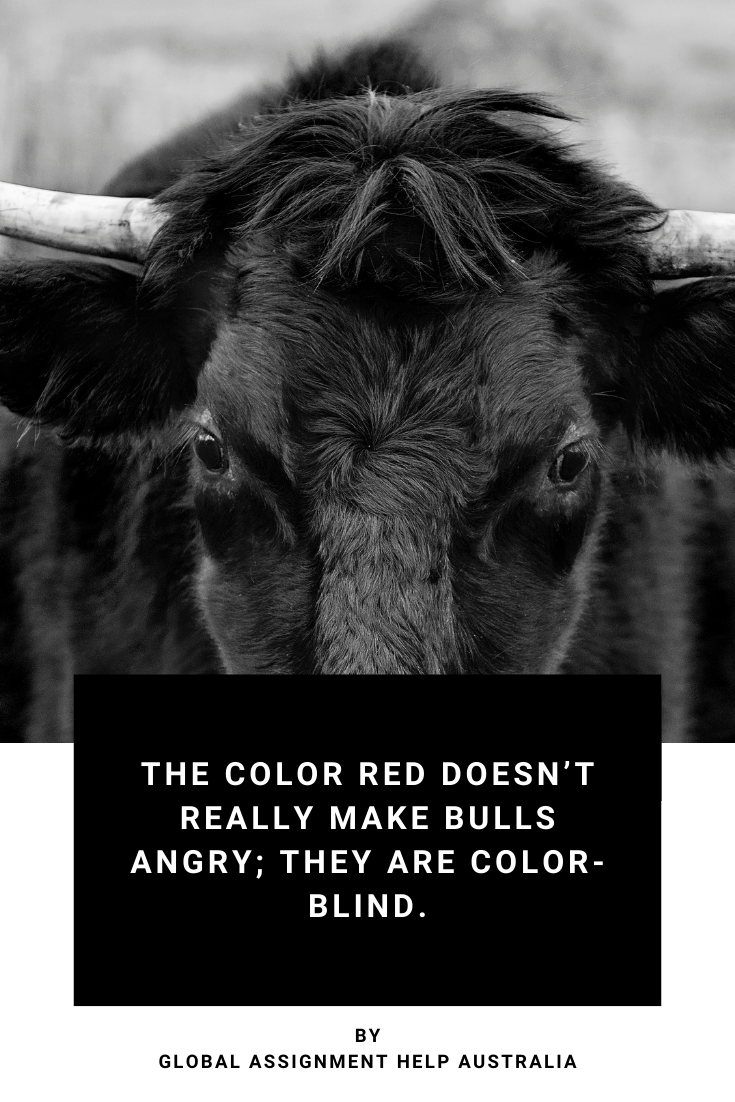 THE COLOR RED DOESN’T
REALLY MAKE BULLS
ANGRY; THEY ARE COLOR-
BLIND.
BY
GLOBAL ASSIGNMENT HELP AUSTRALIA